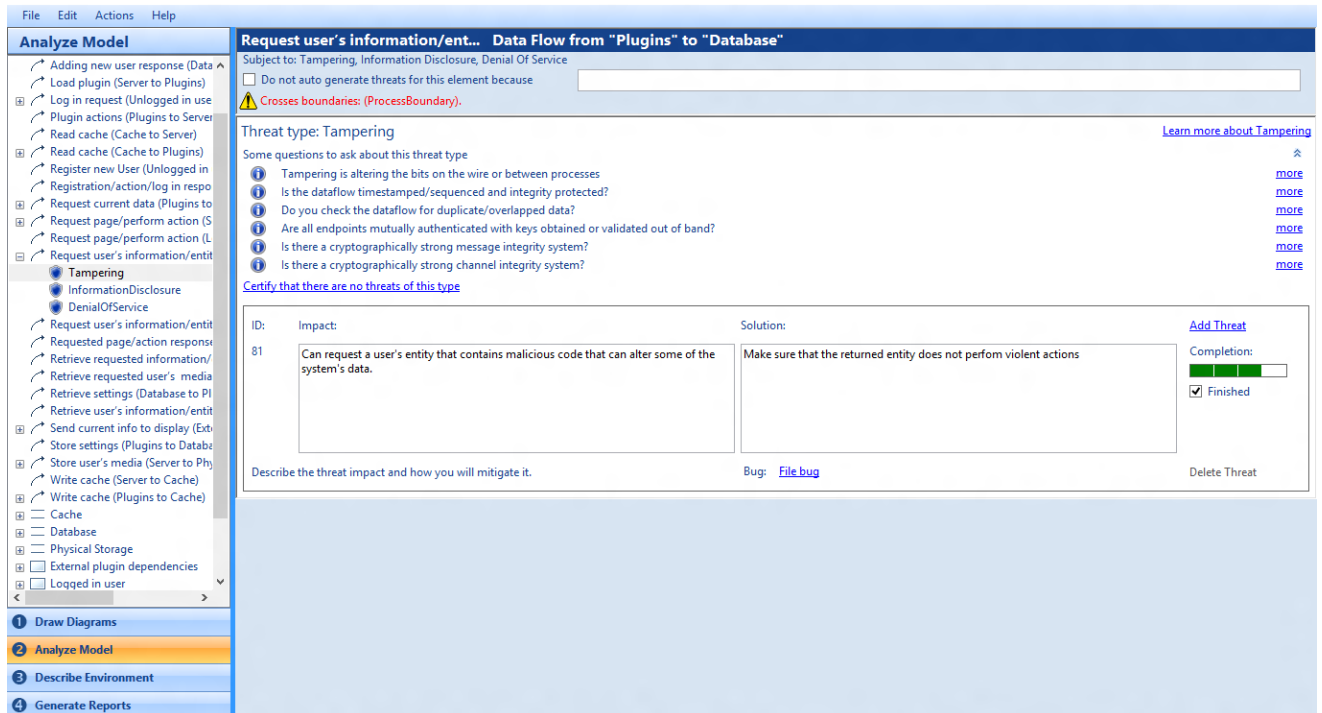 File Edit Actions Help
Analyze Model
Adding new user response (Data
Load plugin (Server to Plugins)
Log in request (Unlogged in use
Plugin actions (Plugins to Server
Read cache (Cache to Server)
Read cache (Cache to Plugins)
Register new User (Unlogged in
Registration/action/log in respo
Request current data (Plugins to
Request page/perform action (S
Request page/perform action (L
Request user's information/entit
Tampering
InformationDisclosure
DenialOfService
Request user's information/entit
Requested page/action response
Retrieve requested information/
Retrieve requested user's media
Retrieve settings (Database to Pl
Retrieve user's information/entit
Send current info to display (Exte
Store settings (Plugins to Databa
Store user's media (Server to Phy
Write cache (Server to Cache)
Write cache (Plugins to Cache)
Cache
Database
Physical Storage
External plugin dependencies
Logged in user
1 Draw Diagrams
2 Analyze Model
3 Describe Environment
4 Generate Reports
Request user's information/ent... Data Flow from "Plugins" to "Database"
Subject to: Tampering, Information Disclosure, Denial Of Service
Do not auto generate threats for this element because
Crosses boundaries: (ProcessBoundary).
Threat type: Tampering Learn more about Tampering
Some questions to ask about this threat type
Tampering is altering the bits on the wire or between processes more
Is the dataflow timestamped/sequenced and integrity protected? more
Do you check the dataflow for duplicate/overlapped data? more
Are all endpoints mutually authenticated with keys obtained or validated out of band? more
Is there a cryptographically strong message integrity system? more
Is there a cryptographically strong channel integrity system? more
Certify that there are no threats of this type
ID: Impact: Solution: Add Threat
81 Can request a user's entity that contains malicious code that can alter some of the
system's data.
Make sure that the returned entity does not perfom violent actions
Completion:
Finished
Describe the threat impact and how you will mitigate it. Bug: File bug Delete Threat